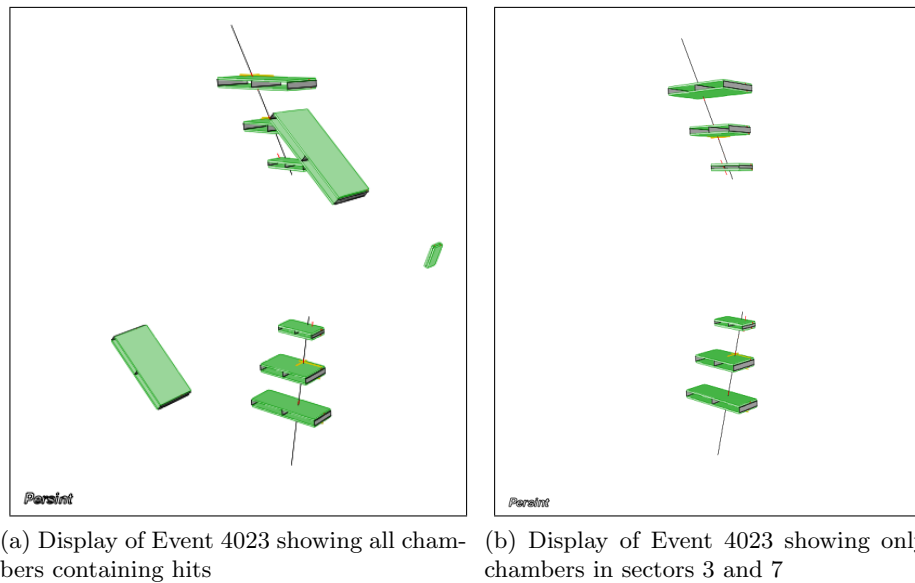 Persint
Persint
(a) Display of Event 4023 showing all cham-
bers containing hits
(b) Display of Event 4023 showing only
chambers in sectors 3 and 7